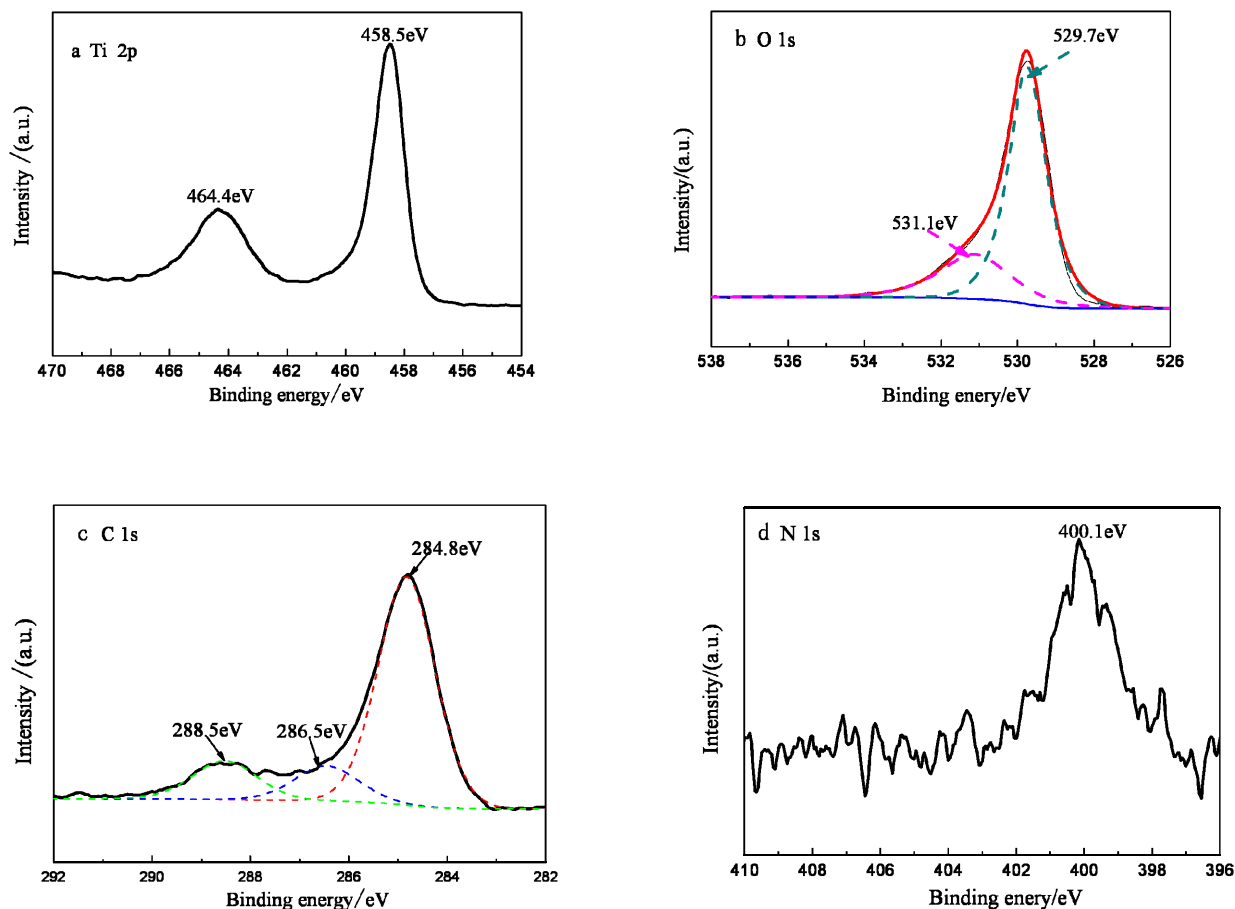 a Ti 2p
458.5eV
464.4eV
Intensity /(a.u.)
470 468 466 464 462 460 458 456 454
Binding energy/eV
b O 1s
529.7eV
531.1eV
Intensity/(a.u.)
538 536 534 532 530 528 526
Binding enery/eV
c C 1s
284.8eV
288.5eV
286.5eV
Intensity /(a.u.)
292 290 288 286 284 282
Binding energy/eV
d N 1s
400.1eV
Intensity/(a.u.)
410 408 406 404 402 400 398 396
Binding enery/eV